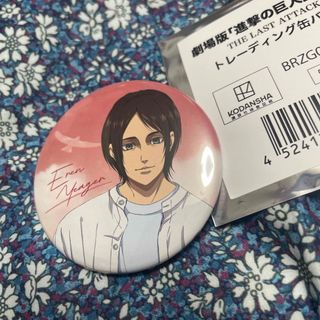 Eren
Yeager
劇場版「進撃の巨人
THE LAST ATTACK
トレーディング缶バ
KODANSHA
BRZG
4 5241